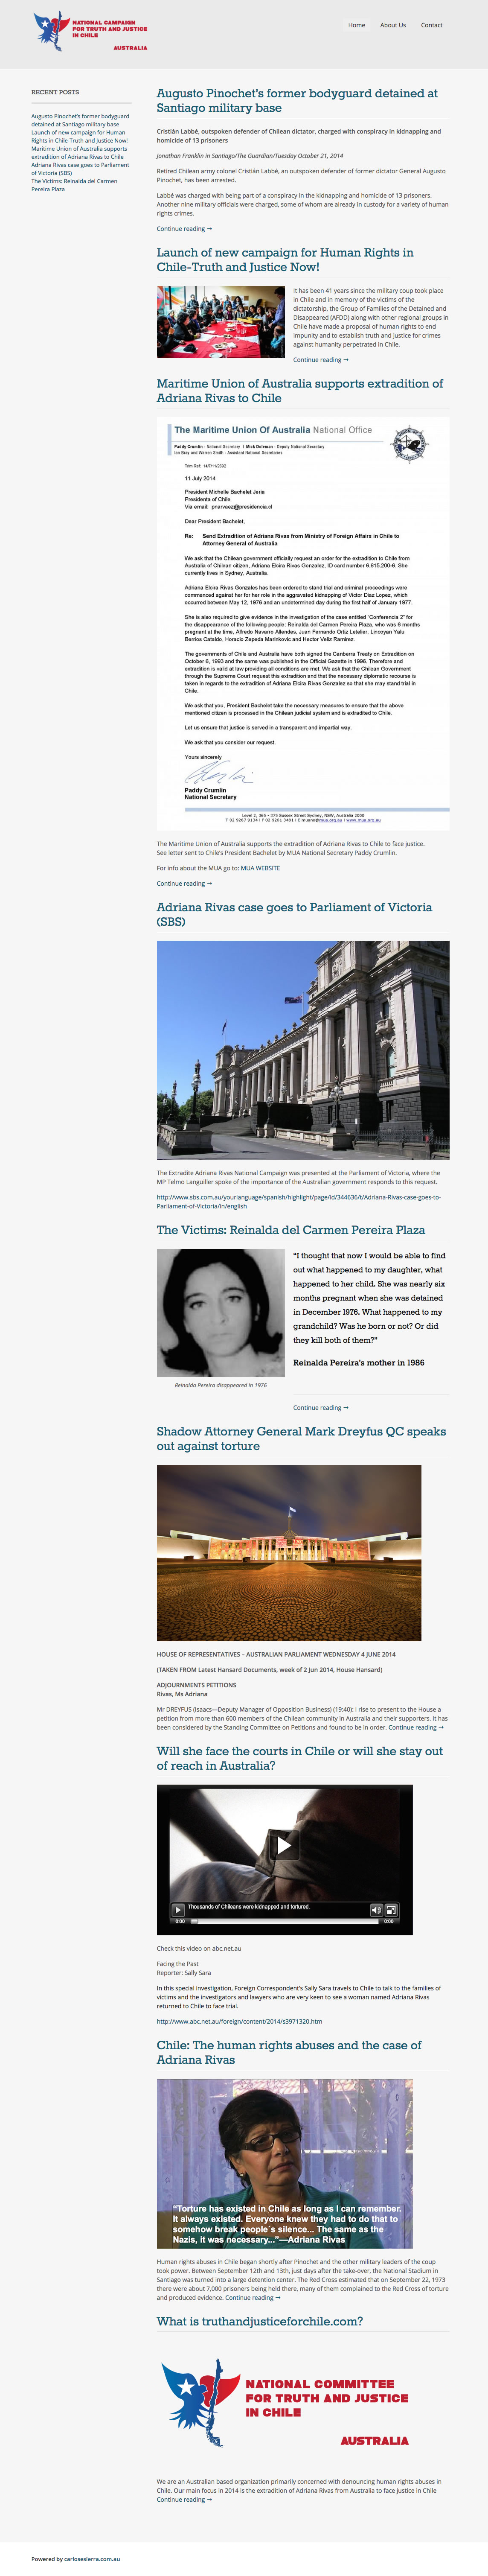 NATIONAL CAMPAIGN
FOR TRUTH AND JUSTICE
IN CHILE
AUSTRALIA
Home
About Us
Contact
RECENT POSTS
Augusto Pinochet's former bodyguard
detained at Santiago military base
Launch of new campaign for Human
Rights in Chile-Truth and Justice Now!
Maritime Union of Australia supports
extradition of Adriana Rivas to Chile
Adriana Rivas case goes to Parliament
of Victoria (SBS)
The Victims: Reinalda del Carmen
Pereira Plaza
Augusto Pinochet's former bodyguard detained at
Santiago military base
Cristián Labbé, outspoken defender of Chilean dictator, charged with conspiracy in kidnapping and
homicide of 13 prisoners
Jonathan Franklin in Santiago/The Guardian/Tuesday October 21, 2014
Retired Chilean army colonel Cristián Labbé, an outspoken defender of former dictator General Augusto
Pinochet, has been arrested.
Labbé was charged with being part of a conspiracy in the kidnapping and homicide of 13 prisoners.
Another nine military officials were charged, some of whom are already in custody for a variety of human
rights crimes.
Continue reading →
Launch of new campaign for Human Rights in
Chile-Truth and Justice Now!
It has been 41 years since the military coup took place
in Chile and in memory of the victims of the
dictatorship, the Group of Families of the Detained and
Disappeared (AFDD) along with other regional groups in
Chile have made a proposal of human rights to end
impunity and to establish truth and justice for crimes
against humanity perpetrated in Chile.
Continue reading →
Maritime Union of Australia supports extradition of
Adriana Rivas to Chile
The Maritime Union Of Australia National Office
Paddy Crumlin - National Secretary | Mick Doleman - Deputy National Secretary
Ian Bray and Warren Smith - Assistant National Secretaries
11 July 2014
President Michelle Bachelet Jeria
Presidenta of Chile
Via email: pnarvaez@presidencia.cl
Dear President Bachelet,
Re: Send Extradition of Adriana Rivas from Ministry of Foreign Affairs in Chile to
Attorney General of Australia
We ask that the Chilean government officially request an order for the extradition to Chile from
Australia of Chilean citizen, Adriana Elcira Rivas Gonzalez, ID card number 6.615.200-6. She
currently lives in Sydney, Australia.
Adriana Elcira Rivas Gonzales has been ordered to stand trial and criminal proceedings were
commenced against her for her role in the aggravated kidnapping of Victor Diaz Lopez, which
occurred between May 12, 1976 and an undetermined day during the first half of January 1977.
She is also required to give evidence in the investigation of the case entitled "Conferencia 2" for
the disappearance of the following people: Reinalda del Carmen Pereira Plaza, who was 6 months
pregnant at the time, Alfredo Navarro Allendes, Juan Fernando Ortiz Letelier, Lincoyan Yalu
Berrios Cataldo, Horacio Zepeda Marinkovic and Hector Veliz Ramirez.
The governments of Chile and Australia have both signed the Canberra Treaty on Extradition on
October 6, 1993 and the same was published in the Official Gazette in 1996. Therefore and
extradition is valid at two providing all conditions are met. We ask that the Chilean Government
through the Supreme Court request this extradition and that the necessary diplomatic recourse is
taken in regards to the extradition of Adriana Elcira Rivas Gonzalez so that she may stand trial in
Chile.
We ask that you, President Bachelet take the necessary measures to ensure that the above
mentioned citizen is processed in the Chilean judicial system and is extradited to Chile.
Let us ensure that justice is served in a transparent and impartial way.
We ask that you consider our request.
Yours sincerely
Paddy Crumlin
National Secretary
Level 2, 365 – 375 Sussex Street Sydney, NSW, Australia 2000
The Maritime Union of Australia supports the extradition of Adriana Rivas to Chile to face justice.
See letter sent to Chile's President Bachelet by MUA National Secretary Paddy Crumlin.
For info about the MUA go to: MUA WEBSITE
Continue reading →
Adriana Rivas case goes to Parliament of Victoria
(SBS)
The Extradite Adriana Rivas National Campaign was presented at the Parliament of Victoria, where the
MP Telmo Languiller spoke of the importance of the Australian government responds to this request.
http://www.sbs.com.au/yourlanguage/spanish/highlight/page/id/344636/t/Adriana-Rivas-case-goes-to-
Parliament-of-Victoria/in/english
The Victims: Reinalda del Carmen Pereira Plaza
"I thought that now I would be able to find
out what happened to my daughter, what
happened to her child. She was nearly six
months pregnant when she was detained
in December 1976. What happened to my
grandchild? Was he born or not? Or did
they kill both of them?"
Reinalda Pereira's mother in 1986
Reinalda Pereira disappeared in 1976
Continue reading →
Shadow Attorney General Mark Dreyfus QC speaks
out against torture
HOUSE OF REPRESENTATIVES – AUSTRALIAN PARLIAMENT WEDNESDAY 4 JUNE 2014
(TAKEN FROM Latest Hansard Documents, week of 2 Jun 2014, House Hansard)
ADJOURNMENTS PETITIONS
Rivas, Ms Adriana
Mr DREYFUS (Isaacs—Deputy Manager of Opposition Business) (19:40): I rise to present to the House a
petition from more than 600 members of the Chilean community in Australia and their supporters. It has
been considered by the Standing Committee on Petitions and found to be in order. Continue reading →
Will she face the courts in Chile or will she stay out
of reach in Australia?
Thousands of Chileans were kidnapped and tortured.
0:00
0:00
Check this video on abc.net.au
Facing the Past
Reporter: Sally Sara
In this special investigation, Foreign Correspondent's Sally Sara travels to Chile to talk to the families of
victims and the investigators and lawyers who are very keen to see a woman named Adriana Rivas
returned to Chile to face trial.
http://www.abc.net.au/foreign/content/2014/s3971320.htm
Chile: The human rights abuses and the case of
Adriana Rivas
"Torture has existed in Chile as long as I can remember.
It always existed. Everyone knew they had to do that to
somehow break people´s silence... The same as the
Nazis, it was necessary..."—Adriana Rivas
Human rights abuses in Chile began shortly after Pinochet and the other military leaders of the coup
took power. Between September 12th and 13th, just days after the take-over, the National Stadium in
Santiago was turned into a large detention center. The Red Cross estimated that on September 22, 1973
there were about 7,000 prisoners being held there, many of them complained to the Red Cross of torture
and produced evidence. Continue reading →
What is truthandjusticeforchile.com?
NATIONAL COMMITTEE
FOR TRUTH AND JUSTICE
IN CHILE
AUSTRALIA
We are an Australian based organization primarily concerned with denouncing human rights abuses in
Chile. Our main focus in 2014 is the extradition of Adriana Rivas from Australia to face justice in Chile
Continue reading →
Powered by carlosesierra.com.au